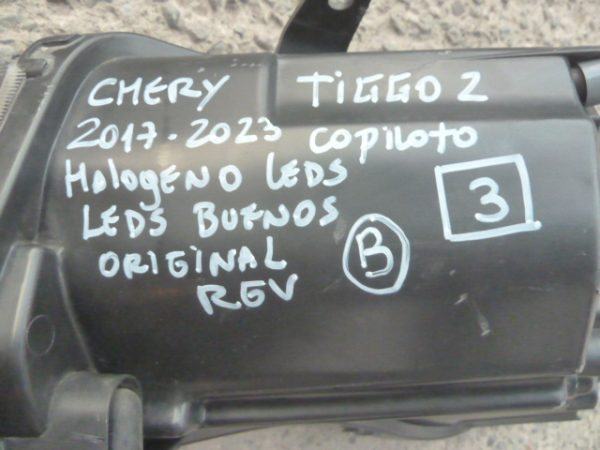 CHERY TIGGO 2
2017-2023 COPILOTO
HALOGENO LEDS
LEDS BUENOS
ORIGINAL
REV
B
3